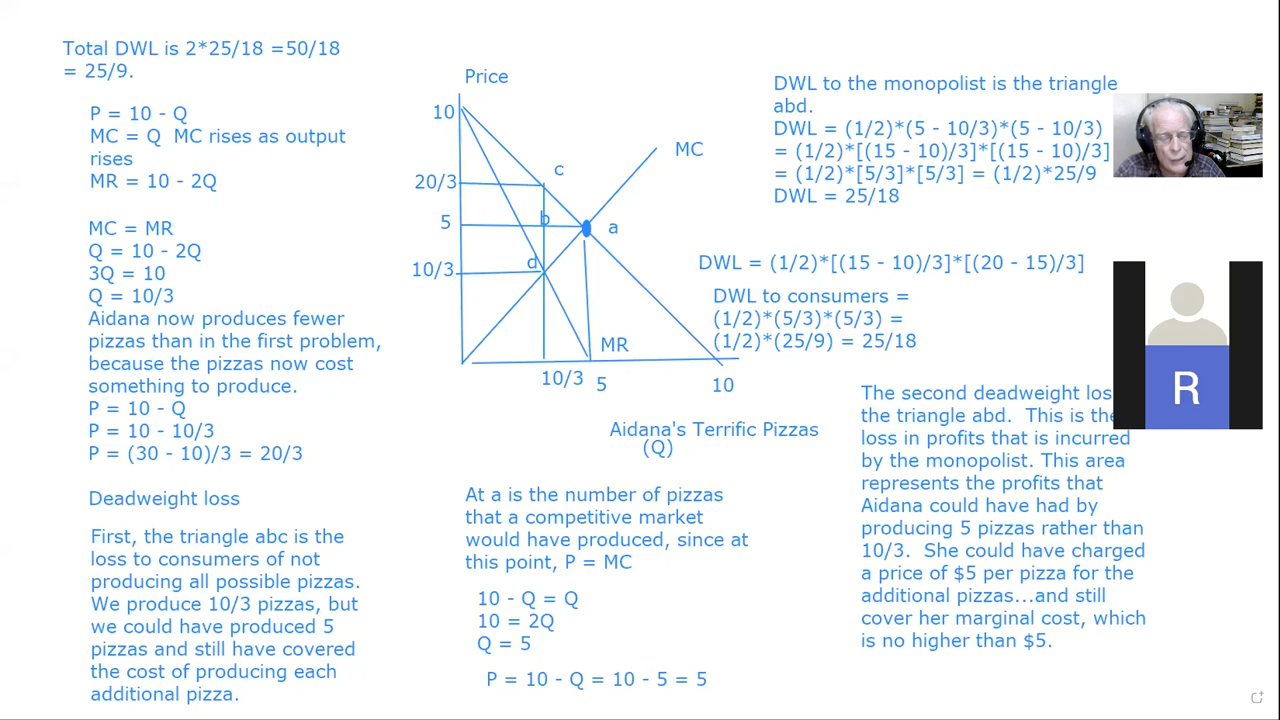 Total DWL is 2*25/18 =50/18
= 25/9.
P = 10 - Q
MC = Q  MC rises as output
rises
MR = 10 - 2Q
MC = MR
Q = 10 - 2Q
3Q = 10
Q = 10/3
Aidana now produces fewer
pizzas than in the first problem,
because the pizzas now cost
something to produce.
P = 10 - Q
P = 10 - 10/3
P = (30 - 10)/3 = 20/3
Deadweight loss
First, the triangle abc is the
loss to consumers of not
producing all possible pizzas.
We produce 10/3 pizzas, but
we could have produced 5
pizzas and still have covered
the cost of producing each
additional pizza.
Price
10
MC
c
20/3
5
b
a
d
10/3
MR
10/3
5
10
Aidana's Terrific Pizzas
(Q)
At a is the number of pizzas
that a competitive market
would have produced, since at
this point, P = MC
10 - Q = Q
10 = 2Q
Q = 5
P = 10 - Q = 10 - 5 = 5
DWL to the monopolist is the triangle
abd.
DWL = (1/2)*(5 - 10/3)*(5 - 10/3)
= (1/2)*[(15 - 10)/3]*[(15 - 10)/3]
= (1/2)*[5/3]*[5/3] = (1/2)*25/9
DWL = 25/18
DWL = (1/2)*[(15 - 10)/3]*[(20 - 15)/3]
DWL to consumers =
(1/2)*(5/3)*(5/3) =
(1/2)*(25/9) = 25/18
The second deadweight
the triangle abd.  This is
loss in profits that is incurred
by the monopolist. This area
represents the profits that
Aidana could have had by
producing 5 pizzas rather than
10/3.  She could have charged
a price of $5 per pizza for the
additional pizzas...and still
cover her marginal cost, which
is no higher than $5.
R